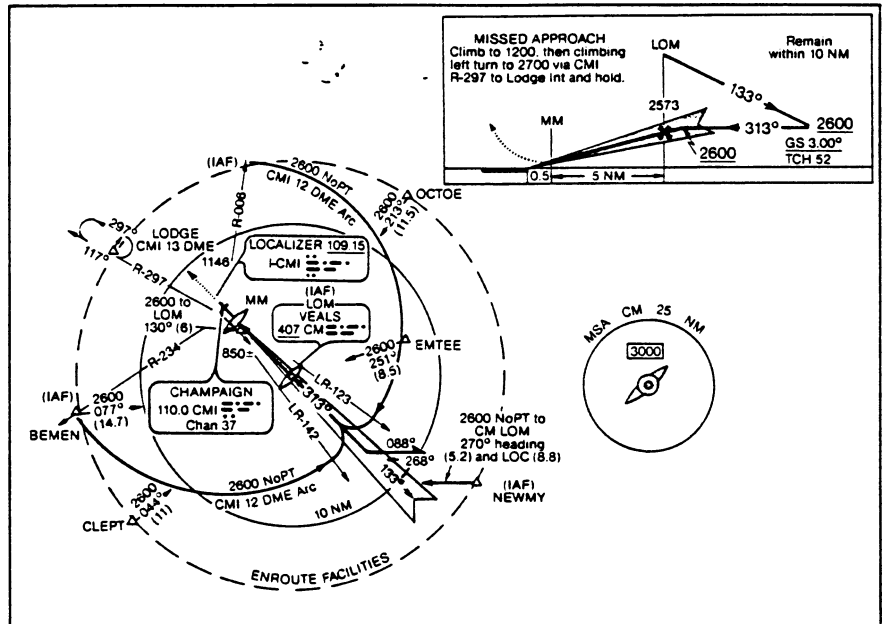 MISSED APPROACH
Climb to 1200, then climbing
left turn to 2700 via CMI
R-297 to Lodge Int and hold.
LOM
Remain
within 10 NM
133°
2573
MM
313°
2600
2600
GS 3.00°
TCH 52
0.5
5 NM
(IAF)
2600 NoPT
CMI 12 DME Arc
OCTOE
2600
213°
(11.5)
R-006
297°
117°
LODGE
CMI 13 DME
R-297
1146
LOCALIZER 109.15
I-CMI
MM
(IAF)
LOM
VEALS
407 CM
2600 to
LOM
130° (6)
R-234
850±
EMTEE
2600
251°
(8.5)
LR-123
313°
LR-142
CHAMPAIGN
110.0 CMI
Chan 37
(IAF)
BEMEN
2600
077°
(14.7)
088°
268°
133°
2600 NoPT to
CM LOM
270° heading
(5.2) and LOC (8.8)
(IAF)
NEWMY
2600 NoPT
CMI 12 DME Arc
10 NM
CLEPT
2600
044°
(11)
ENROUTE FACILITIES
MSA CM 25 NM
3000